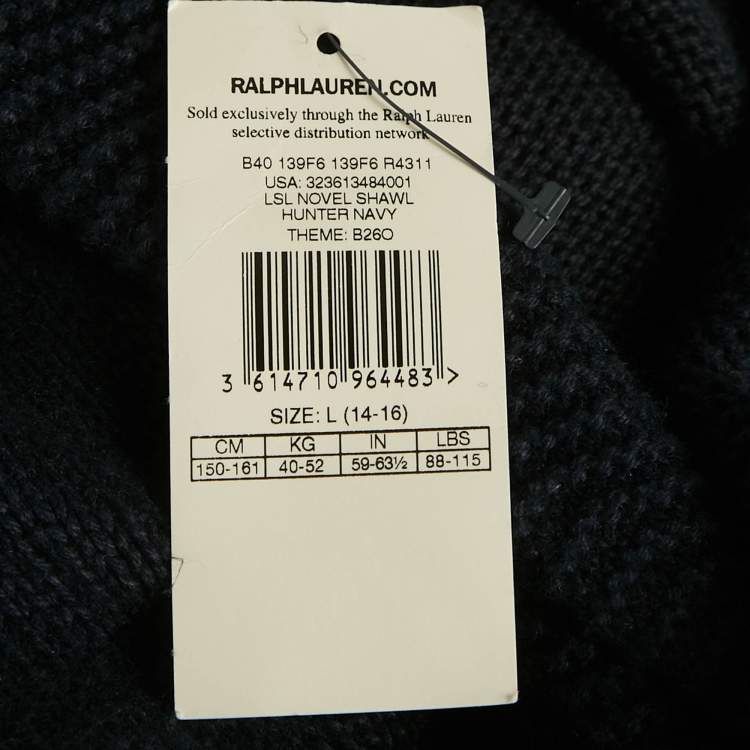 RALPHLAUREN.COM
Sold exclusively through the Ralph Lauren
selective distribution network
B40 139F6 139F6 R4311
USA: 323613484001
LSL NOVEL SHAWL
HUNTER NAVY
THEME: B26O
3 614710 964483 >
SIZE: L (14-16)
CM KG IN LBS
150-161 40-52 59-63½ 88-115